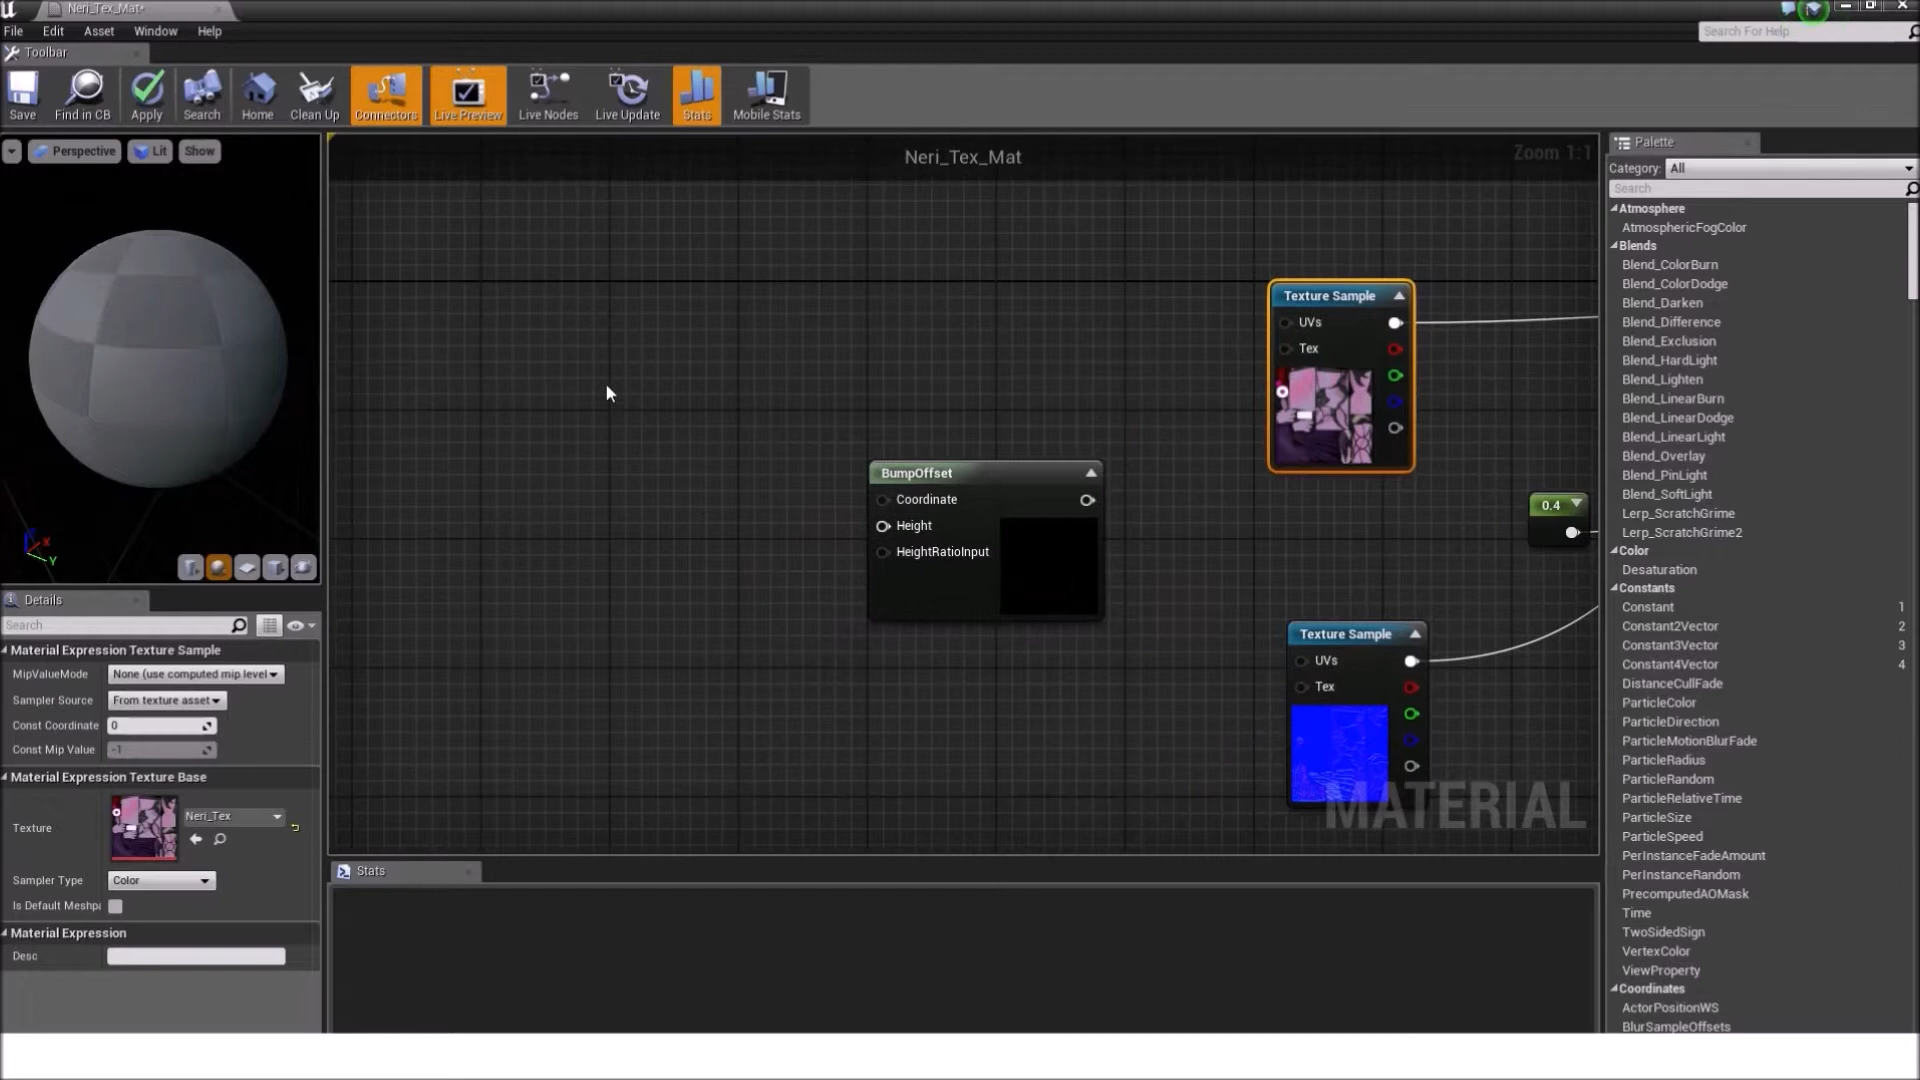 Neri_Tex_Mat*
File Edit Asset Window Help
Search For Help
Toolbar
Save Find in CB Apply Search Home Clean Up Connectors Live Preview Live Nodes Live Update Stats Mobile Stats
Perspective Lit Show
Neri_Tex_Mat
Zoom 1:1
Palette
Category: All
Search
Atmosphere
AtmosphericFogColor
Blends
Blend_ColorBurn
Blend_ColorDodge
Blend_Darken
Blend_Difference
Blend_Exclusion
Blend_HardLight
Blend_Lighten
Blend_LinearBurn
Blend_LinearDodge
Blend_LinearLight
Blend_Overlay
Blend_PinLight
Blend_SoftLight
Lerp_ScratchGrime
Lerp_ScratchGrime2
Color
Desaturation
Constants
Constant 1
Constant2Vector 2
Constant3Vector 3
Constant4Vector 4
DistanceCullFade
ParticleColor
ParticleDirection
ParticleMotionBlurFade
ParticleRadius
ParticleRandom
ParticleRelativeTime
ParticleSize
ParticleSpeed
PerInstanceFadeAmount
PerInstanceRandom
PrecomputedAOMask
Time
TwoSidedSign
VertexColor
ViewProperty
Coordinates
ActorPositionWS
BlurSampleOffsets
Texture Sample
UVs
Tex
BumpOffset
Coordinate
Height
HeightRatioInput
0.4
Texture Sample
UVs
Tex
MATERIAL
X
Y
Details
Search
Material Expression Texture Sample
MipValueMode None (use computed mip level
Sampler Source From texture asset
Const Coordinate 0
Const Mip Value -1
Material Expression Texture Base
Texture Neri_Tex
Sampler Type Color
Is Default Meshpa
Material Expression
Desc
Stats